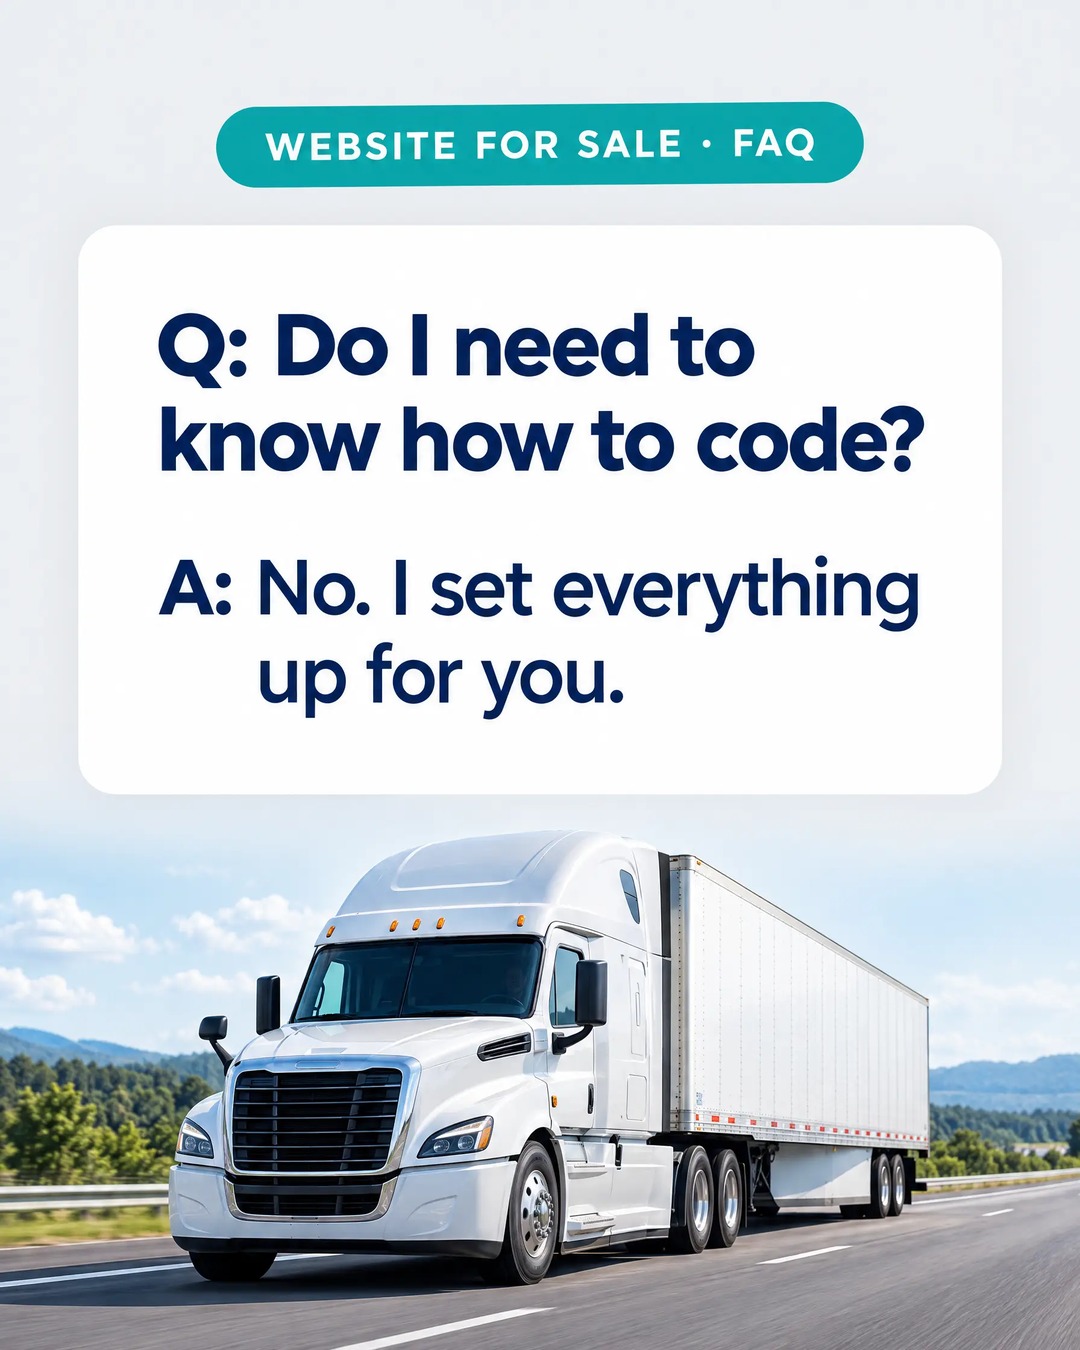 WEBSITE FOR SALE · FAQ
Q: Do I need to
know how to code?
A: No. I set everything
up for you.